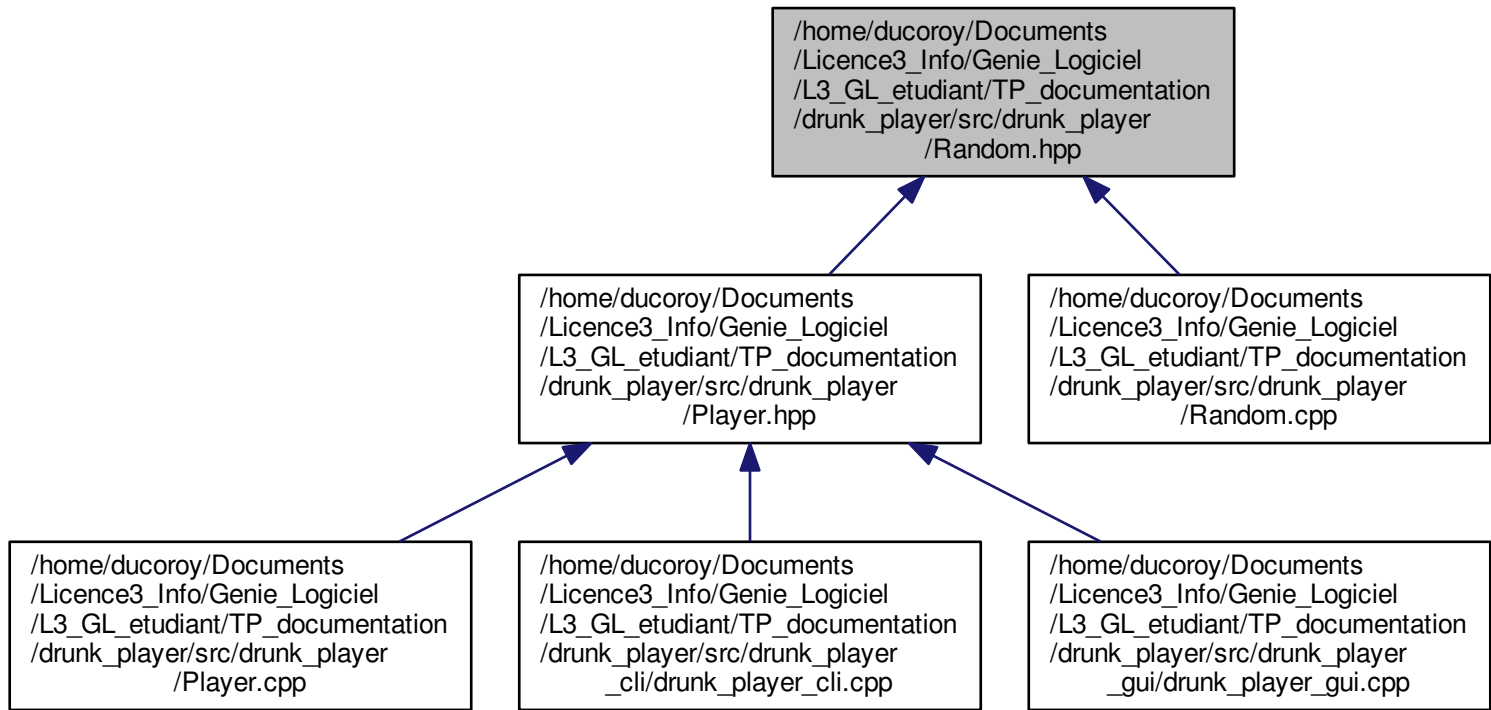 /home/ducoroy/Documents
/Licence3_Info/Genie_Logiciel
/L3_GL_etudiant/TP_documentation
/drunk_player/src/drunk_player
/Random.hpp
/home/ducoroy/Documents
/Licence3_Info/Genie_Logiciel
/L3_GL_etudiant/TP_documentation
/drunk_player/src/drunk_player
/Player.hpp
/home/ducoroy/Documents
/Licence3_Info/Genie_Logiciel
/L3_GL_etudiant/TP_documentation
/drunk_player/src/drunk_player
/Random.cpp
/home/ducoroy/Documents
/Licence3_Info/Genie_Logiciel
/L3_GL_etudiant/TP_documentation
/drunk_player/src/drunk_player
/Player.cpp
/home/ducoroy/Documents
/Licence3_Info/Genie_Logiciel
/L3_GL_etudiant/TP_documentation
/drunk_player/src/drunk_player
_cli/drunk_player_cli.cpp
/home/ducoroy/Documents
/Licence3_Info/Genie_Logiciel
/L3_GL_etudiant/TP_documentation
/drunk_player/src/drunk_player
_gui/drunk_player_gui.cpp